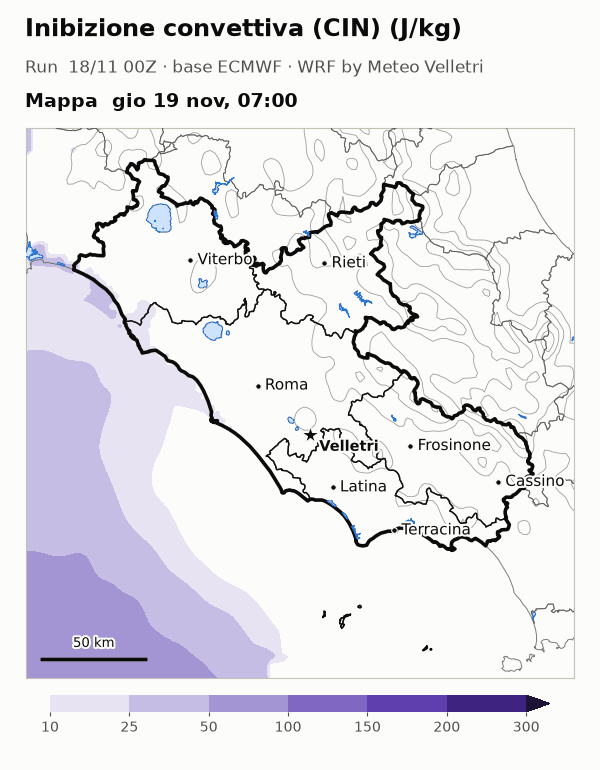 Inibizione convettiva (CIN) (J/kg)
Run  18/11 00Z · base ECMWF · WRF by Meteo Velletri
Mappa  gio 19 nov, 07:00
Viterbo
Rieti
Roma
Velletri
Frosinone
Latina
Cassino
Terracina
50 km
10 25 50 100 150 200 300